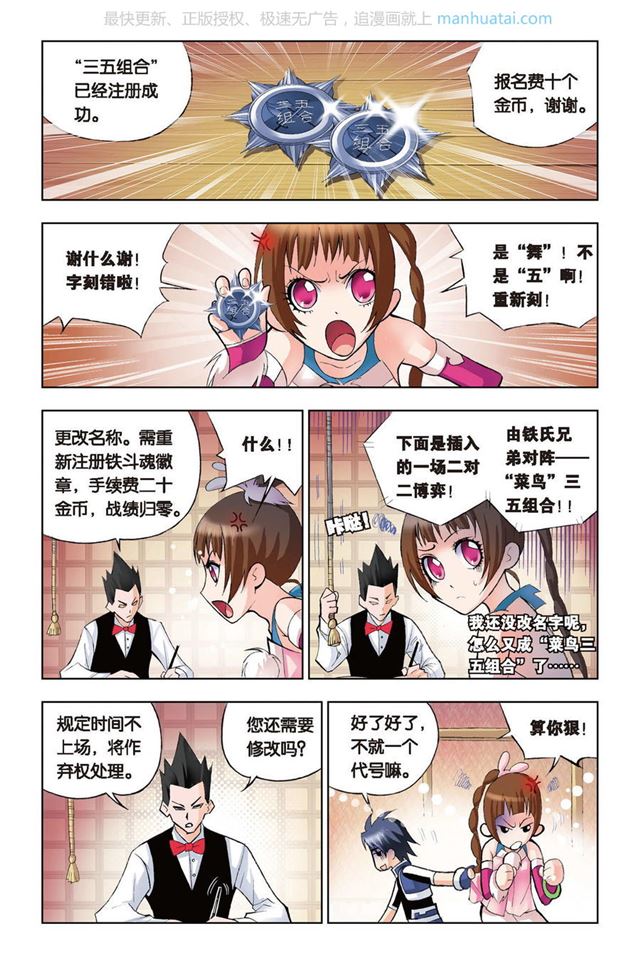 最快更新、正版授权、极速无广告，追漫画就上 manhuatai.com
“三五组合”
已经注册成
功。
三五
组合
三五
组合
报名费十个
金币，谢谢。
谢什么谢！
字刻错啦！
三五
组合
是“舞”！不
是“五”啊！
重新刻！
更改名称。需重
新注册铁斗魂徽
章，手续费二十
金币，战绩归零。
什么！！
下面是插入
的一场二对
二博弈！
由铁氏兄
弟对阵——
“菜鸟”三
五组合！！
咔哒！
我还没改名字呢，
怎么又成“菜鸟三
五组合”了……
规定时间不
上场，将作
弃权处理。
您还需要
修改吗？
好了好了，
不就一个
代号嘛。
算你狠！